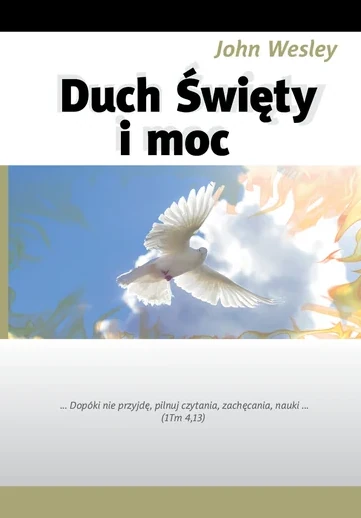 John Wesley
Duch Święty
i moc
... Dopóki nie przyjdę, pilnuj czytania, zachęcania, nauki ...
(1Tm 4,13)